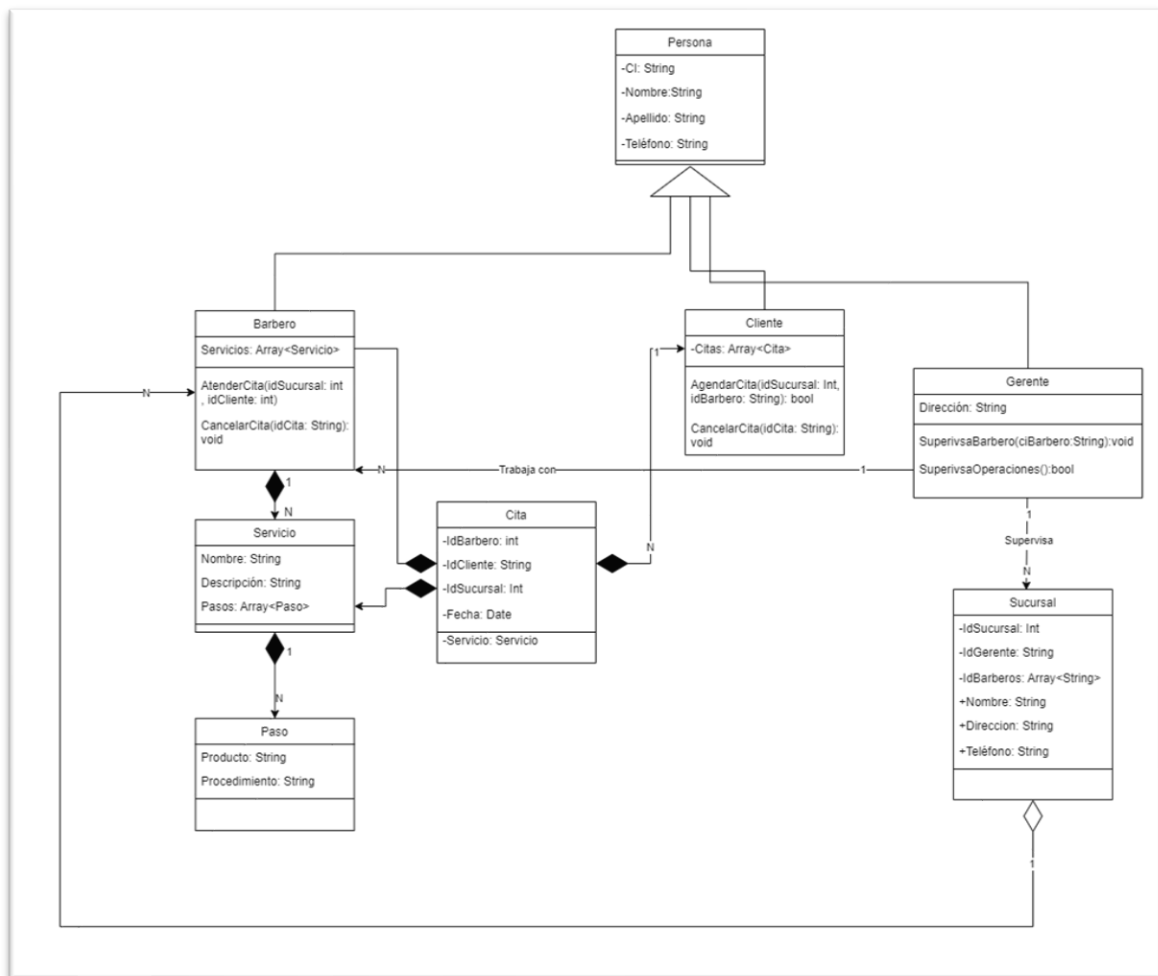 Persona
-CI: String
-Nombre:String
-Apellido: String
-Teléfono: String
Barbero
Servicios: Array<Servicio>
AtenderCita(idSucursal: int
, idCliente: int)
CancelarCita(idCita: String):
void
Cliente
-Citas: Array<Cita>
AgendarCita(idSucursal: Int,
idBarbero: String): bool
CancelarCita(idCita: String):
void
Gerente
Dirección: String
SuperivsaBarbero(ciBarbero:String):void
SuperivsaOperaciones():bool
N
1
N
Trabaja con
1
1
N
Servicio
Nombre: String
Descripción: String
Pasos: Array<Paso>
Cita
-IdBarbero: int
-IdCliente: String
-IdSucursal: Int
-Fecha: Date
-Servicio: Servicio
N
1
Supervisa
N
Sucursal
-IdSucursal: Int
-IdGerente: String
-IdBarberos: Array<String>
+Nombre: String
+Direccion: String
+Teléfono: String
1
N
Paso
Producto: String
Procedimiento: String
1